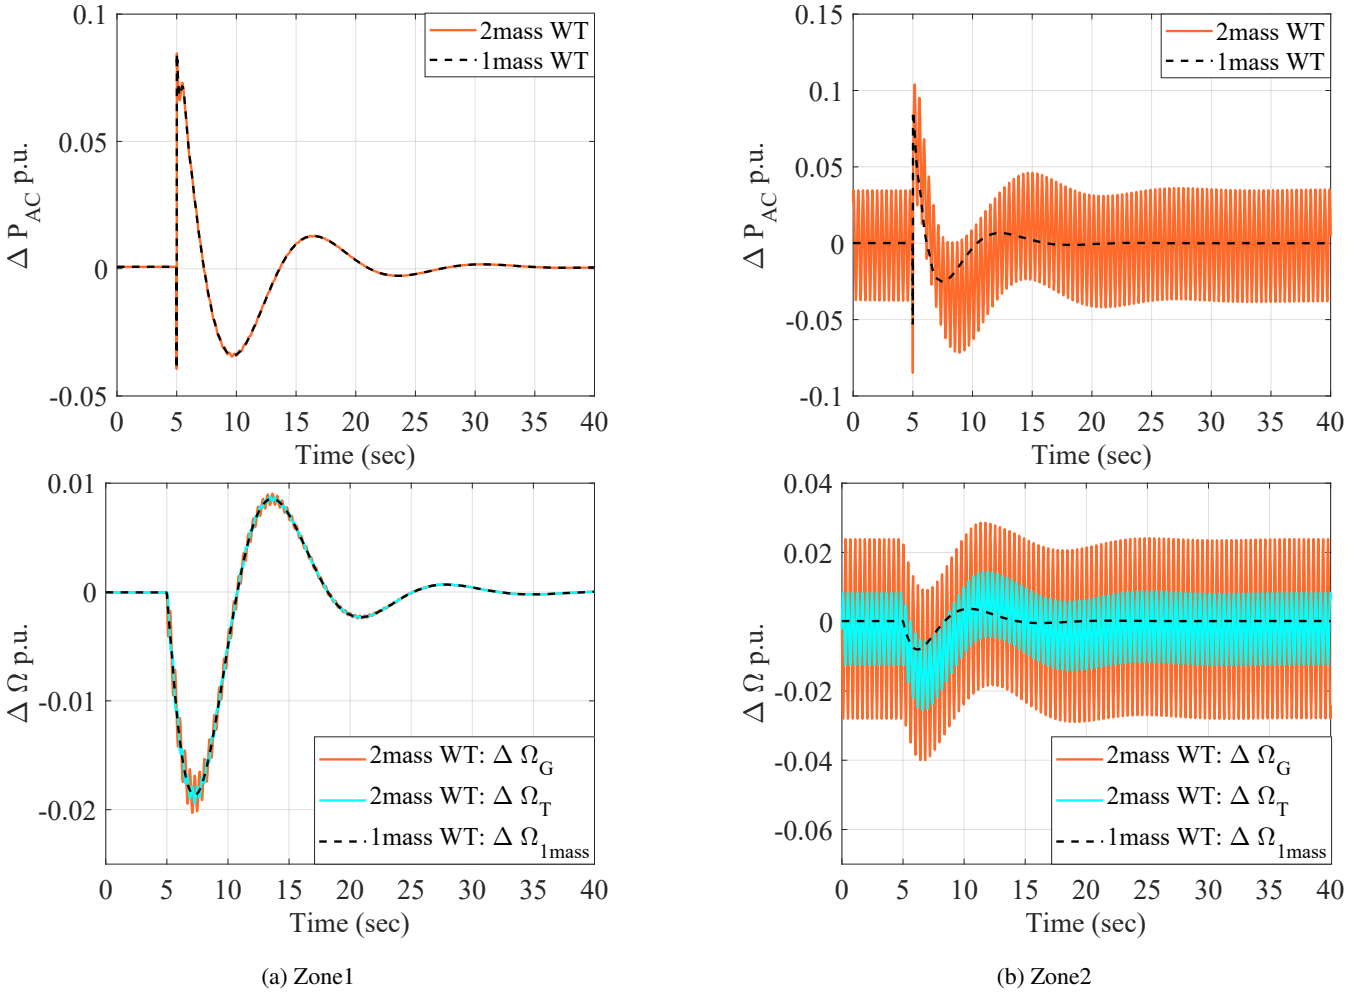 0.1
0.05
0
-0.05
Δ P_AC p.u.
2mass WT
1mass WT
0 5 10 15 20 25 30 35 40
Time (sec)
0.15
0.1
0.05
0
-0.05
-0.1
Δ P_AC p.u.
2mass WT
1mass WT
0 5 10 15 20 25 30 35 40
Time (sec)
0.01
0
-0.01
-0.02
Δ Ω p.u.
2mass WT: Δ Ω_G
2mass WT: Δ Ω_T
1mass WT: Δ Ω_1mass
0 5 10 15 20 25 30 35 40
Time (sec)
0.04
0.02
0
-0.02
-0.04
-0.06
Δ Ω p.u.
2mass WT: Δ Ω_G
2mass WT: Δ Ω_T
1mass WT: Δ Ω_1mass
0 5 10 15 20 25 30 35 40
Time (sec)
(a) Zone1
(b) Zone2